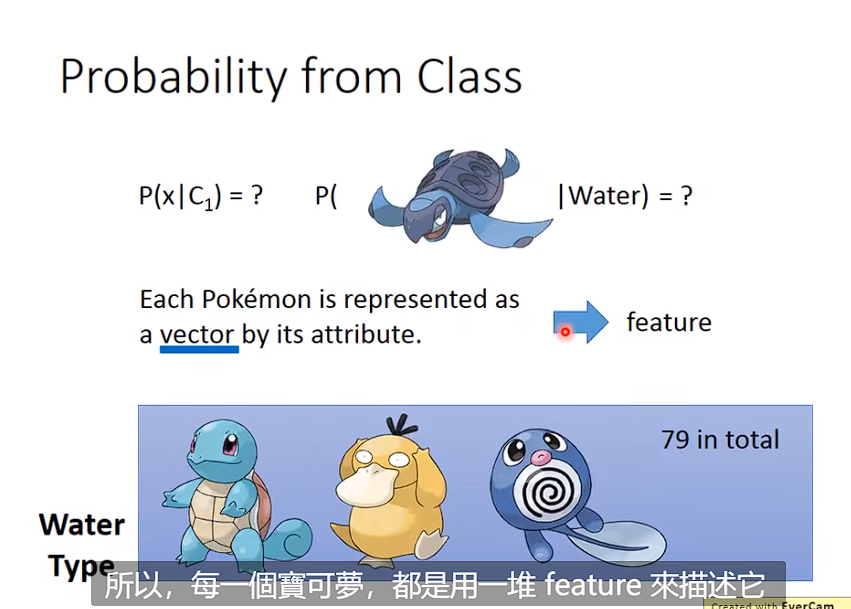 Probability from Class
P(x|C₁) = ? P( |Water) = ?
Each Pokémon is represented as
a vector by its attribute.
feature
79 in total
Water
Type
所以，每一個寶可夢，都是用一堆 feature 來描述它
Created with EverCam